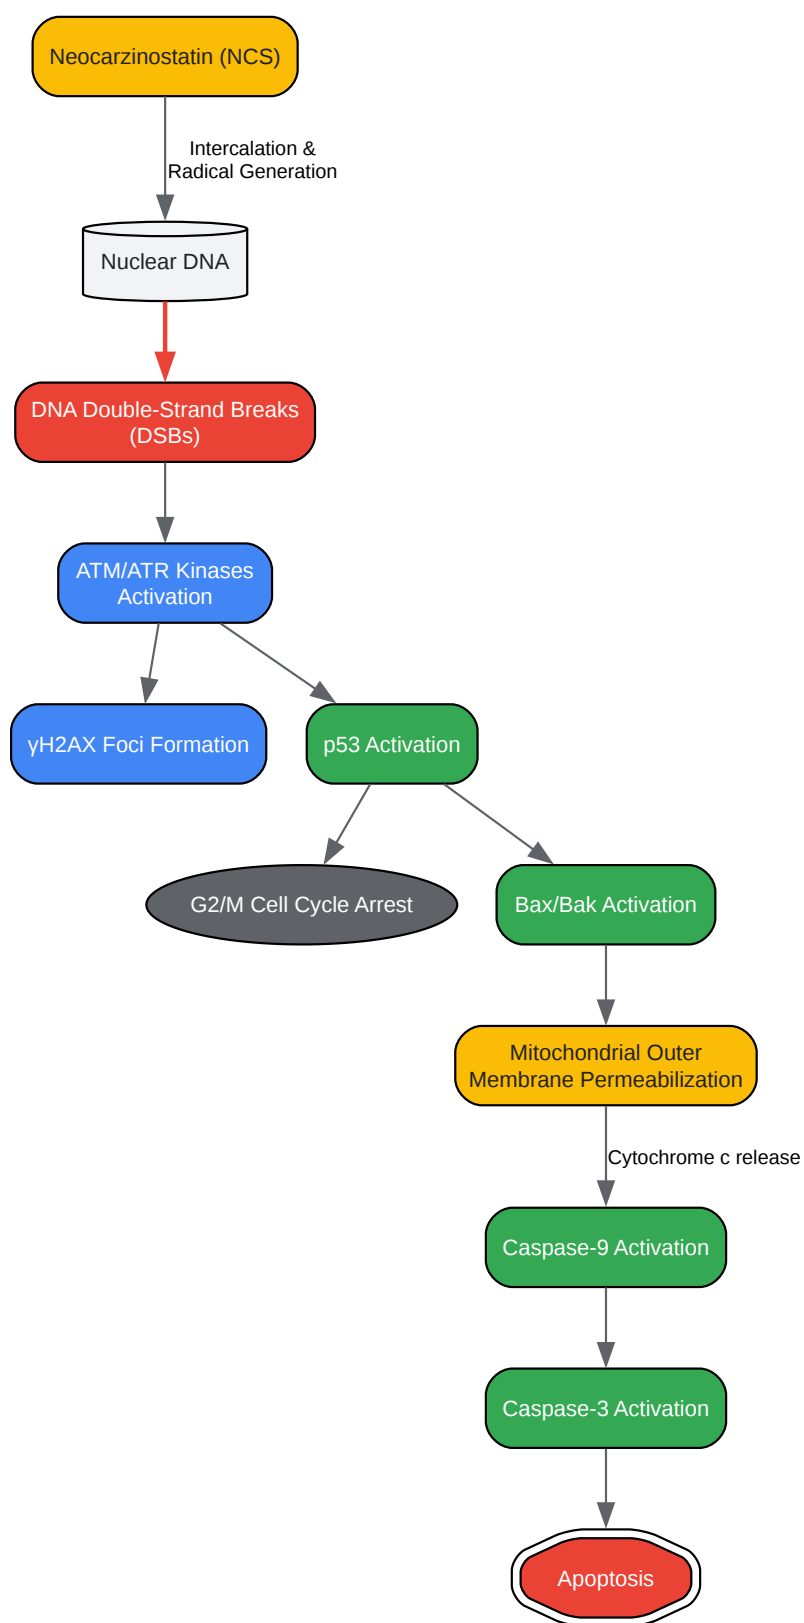 Neocarzinostatin (NCS)
Intercalation &
Radical Generation
Nuclear DNA
DNA Double-Strand Breaks
(DSBs)
ATM/ATR Kinases
Activation
γH2AX Foci Formation
p53 Activation
G2/M Cell Cycle Arrest
Bax/Bak Activation
Mitochondrial Outer
Membrane Permeabilization
Cytochrome c release
Caspase-9 Activation
Caspase-3 Activation
Apoptosis